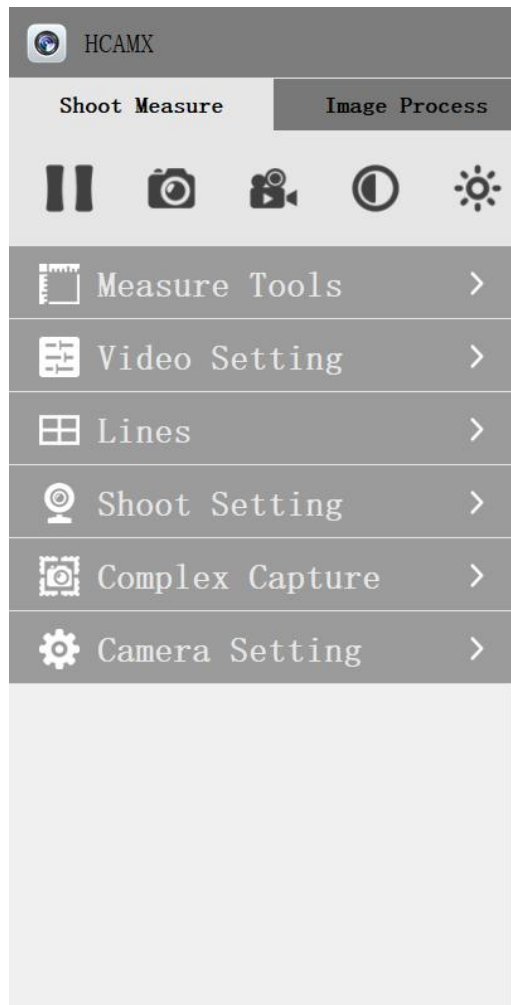 HCAMX
Shoot Measure
Image Process
Measure Tools
Video Setting
Lines
Shoot Setting
Complex Capture
Camera Setting